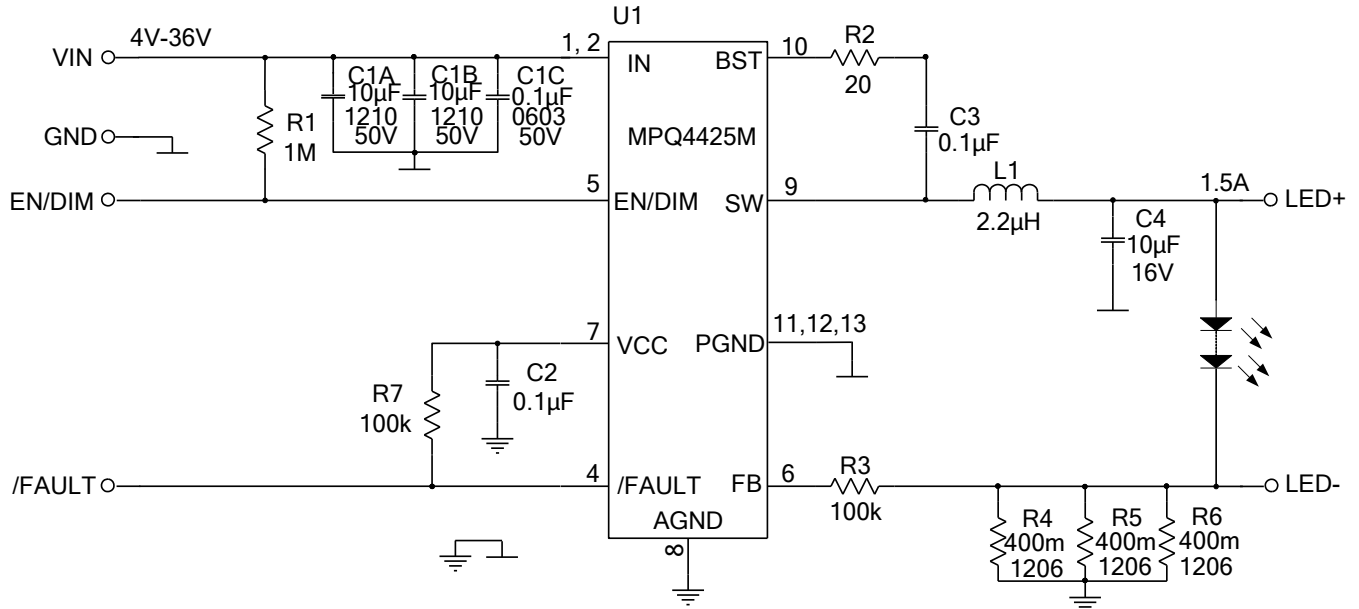 U1
4V-36V
VIN
1, 2
IN
BST
10
R2
20
C1A
10µF
1210
50V
C1B
10µF
1210
50V
C1C
0.1µF
0603
50V
R1
1M
GND
MPQ4425M
C3
0.1µF
EN/DIM
5
EN/DIM
SW
9
L1
2.2µH
1.5A
LED+
C4
10µF
16V
7
VCC
PGND
11,12,13
C2
0.1µF
R7
100k
/FAULT
4
/FAULT
FB
6
R3
100k
LED-
AGND
8
R4
400m
1206
R5
400m
1206
R6
400m
1206